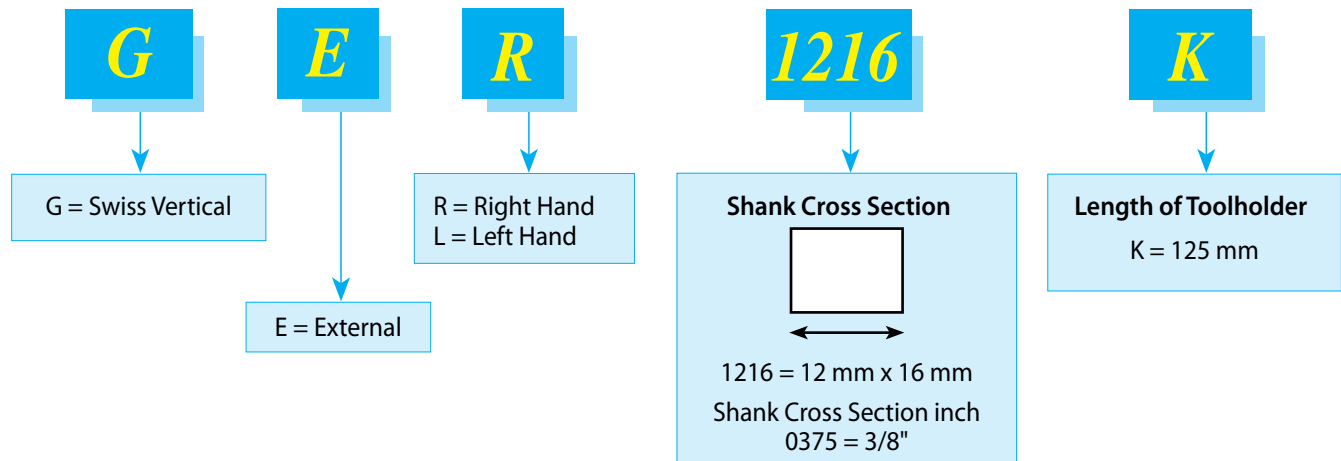 G E R 1216 K
G = Swiss Vertical
E = External
R = Right Hand
L = Left Hand
Shank Cross Section
1216 = 12 mm x 16 mm
Shank Cross Section inch
0375 = 3/8"
Length of Toolholder
K = 125 mm